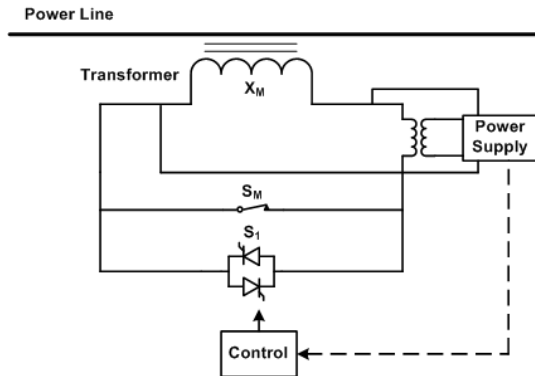 Power Line
Transformer
X_M
Power
Supply
S_M
S_1
Control